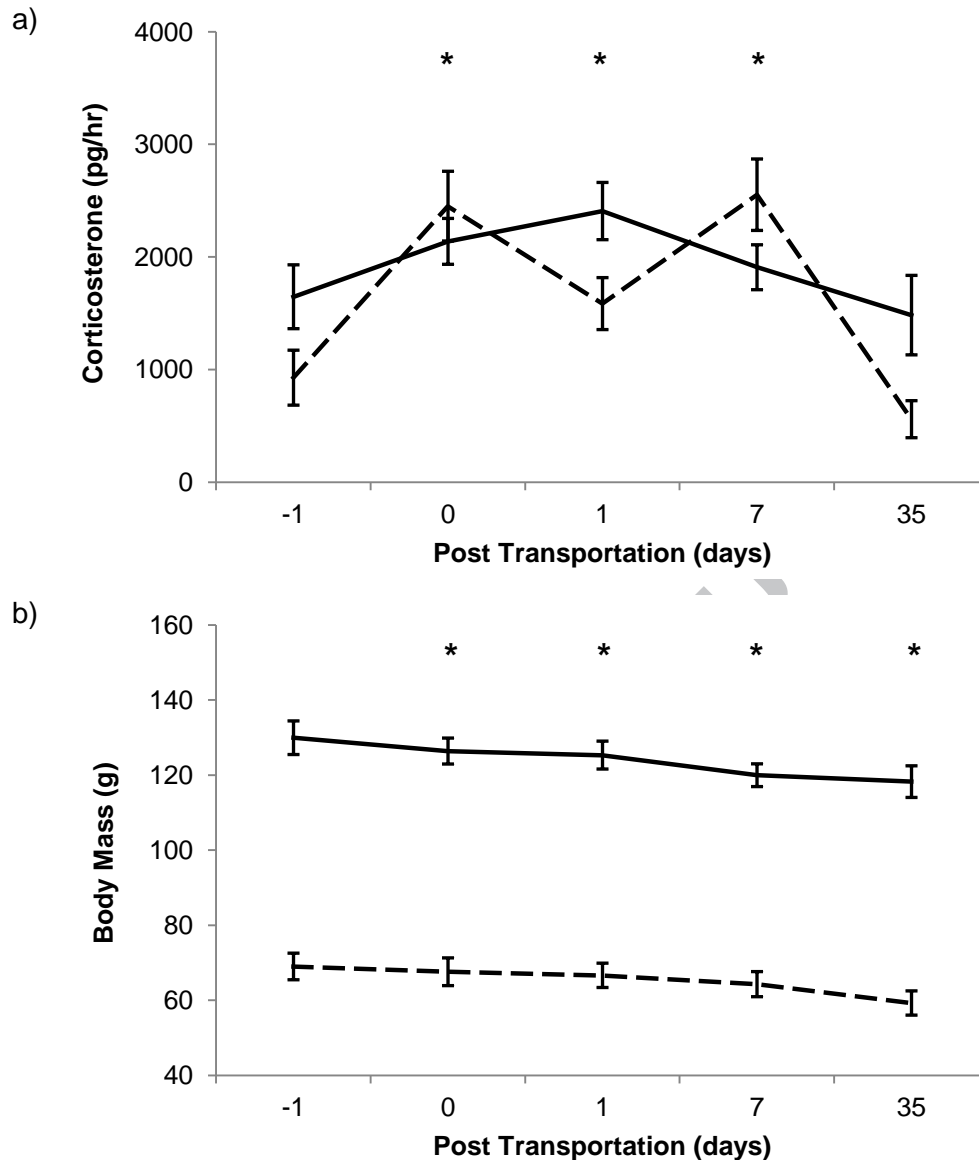 a)
4000
3000
2000
1000
0
Corticosterone (pg/hr)
* * *
-1 0 1 7 35
Post Transportation (days)
b)
160
140
120
100
80
60
40
Body Mass (g)
* * * *
-1 0 1 7 35
Post Transportation (days)